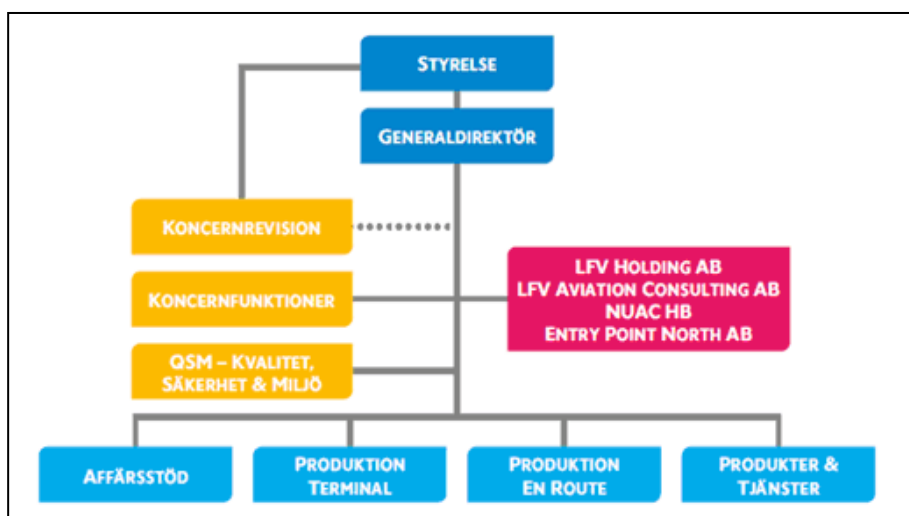 STYRELSE
GENERALDIREKTÖR
KONCERNREVISION
KONCERNFUNKTIONER
LFV HOLDING AB
LFV AVIATION CONSULTING AB
NUAC HB
ENTRY POINT NORTH AB
QSM – KVALITET,
SÄKERHET & MILJÖ
AFFÄRSSTÖD
PRODUKTION
TERMINAL
PRODUKTION
EN ROUTE
PRODUKTER &
TJÄNSTER